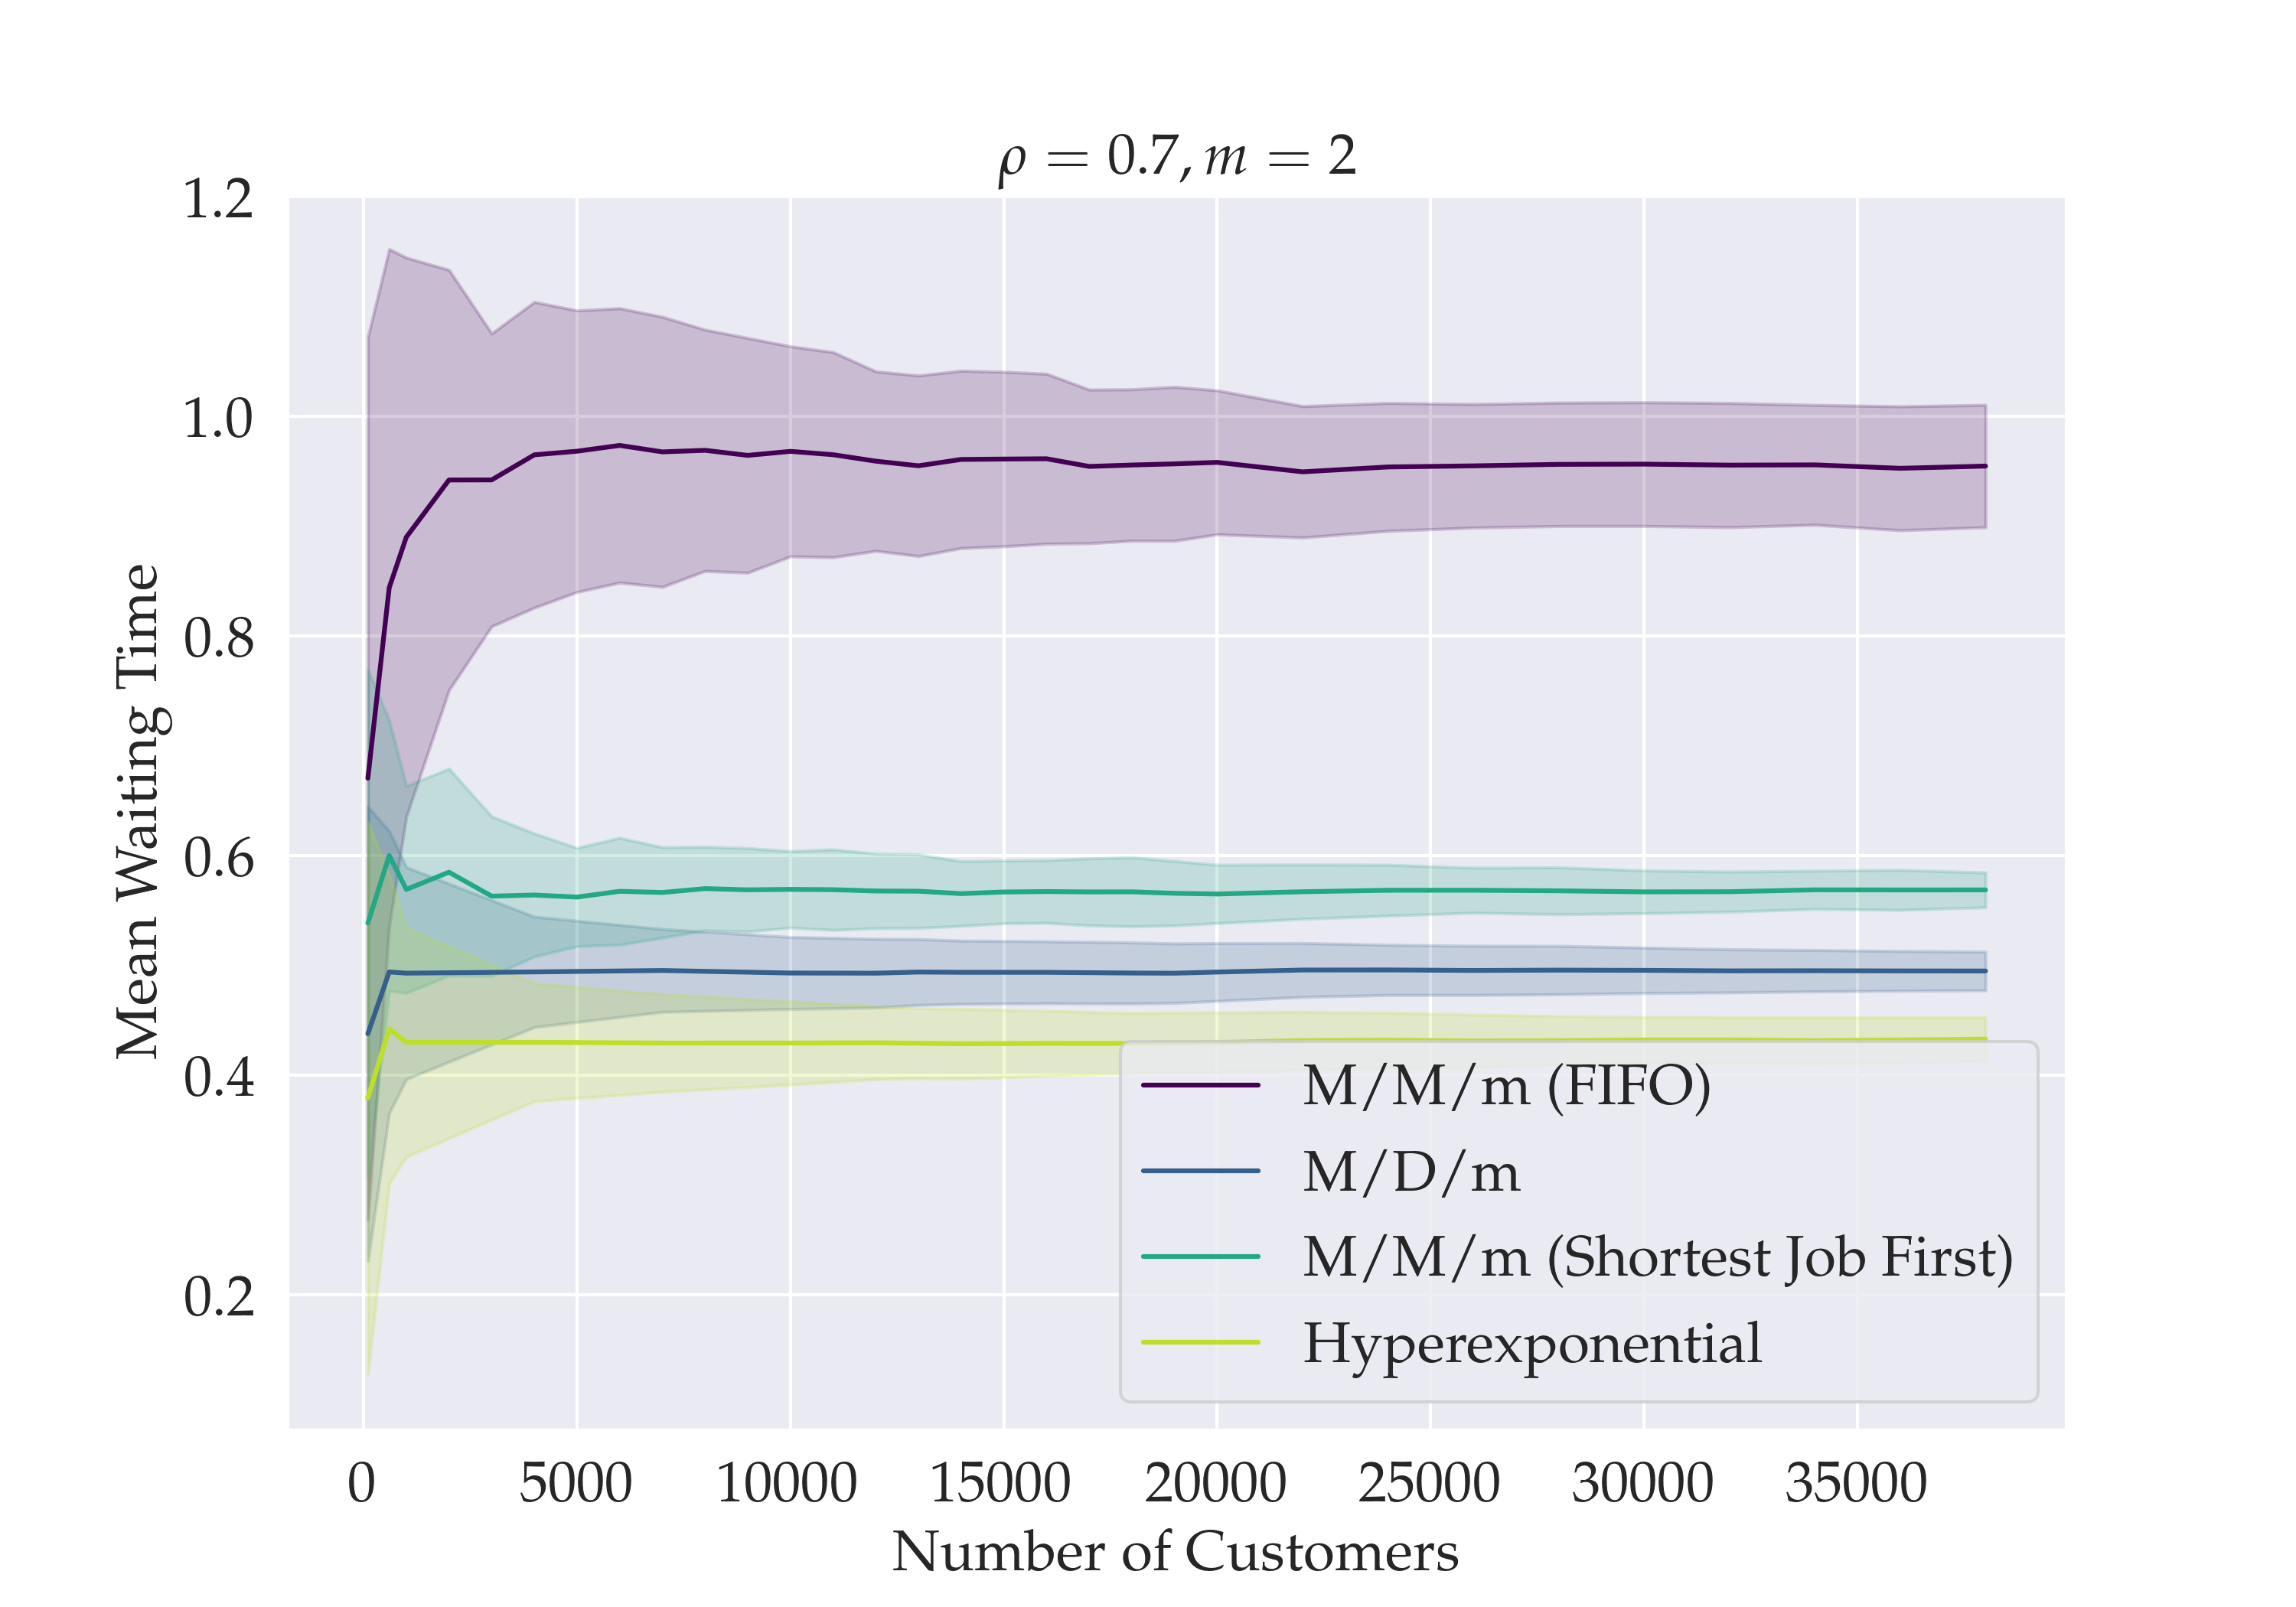 ρ = 0.7, m = 2
1.2
1.0
0.8
0.6
0.4
0.2
Mean Waiting Time
M/M/m (FIFO)
M/D/m
M/M/m (Shortest Job First)
Hyperexponential
0 5000 10000 15000 20000 25000 30000 35000
Number of Customers